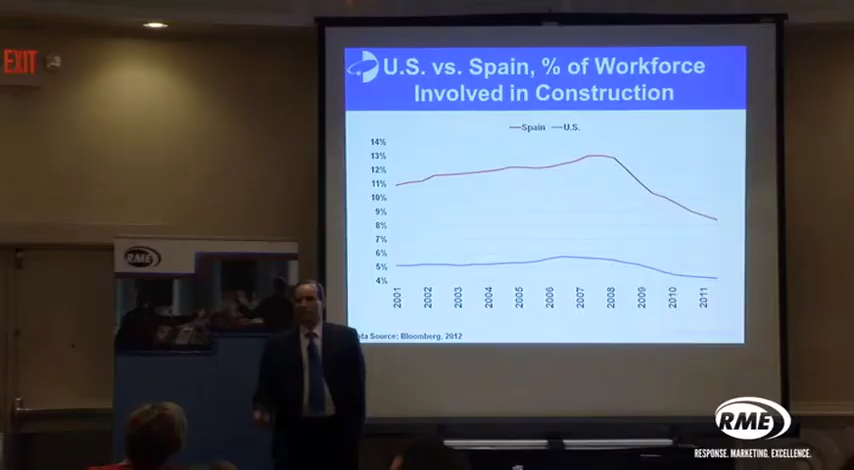 EXIT
U.S. vs. Spain, % of Workforce
Involved in Construction
Spain U.S.
14%
13%
12%
11%
10%
9%
8%
7%
6%
5%
4%
2001
2002
2003
2004
2005
2006
2007
2008
2009
2010
2011
Source: Bloomberg, 2012
RME
RME
RESPONSE. MARKETING. EXCELLENCE.